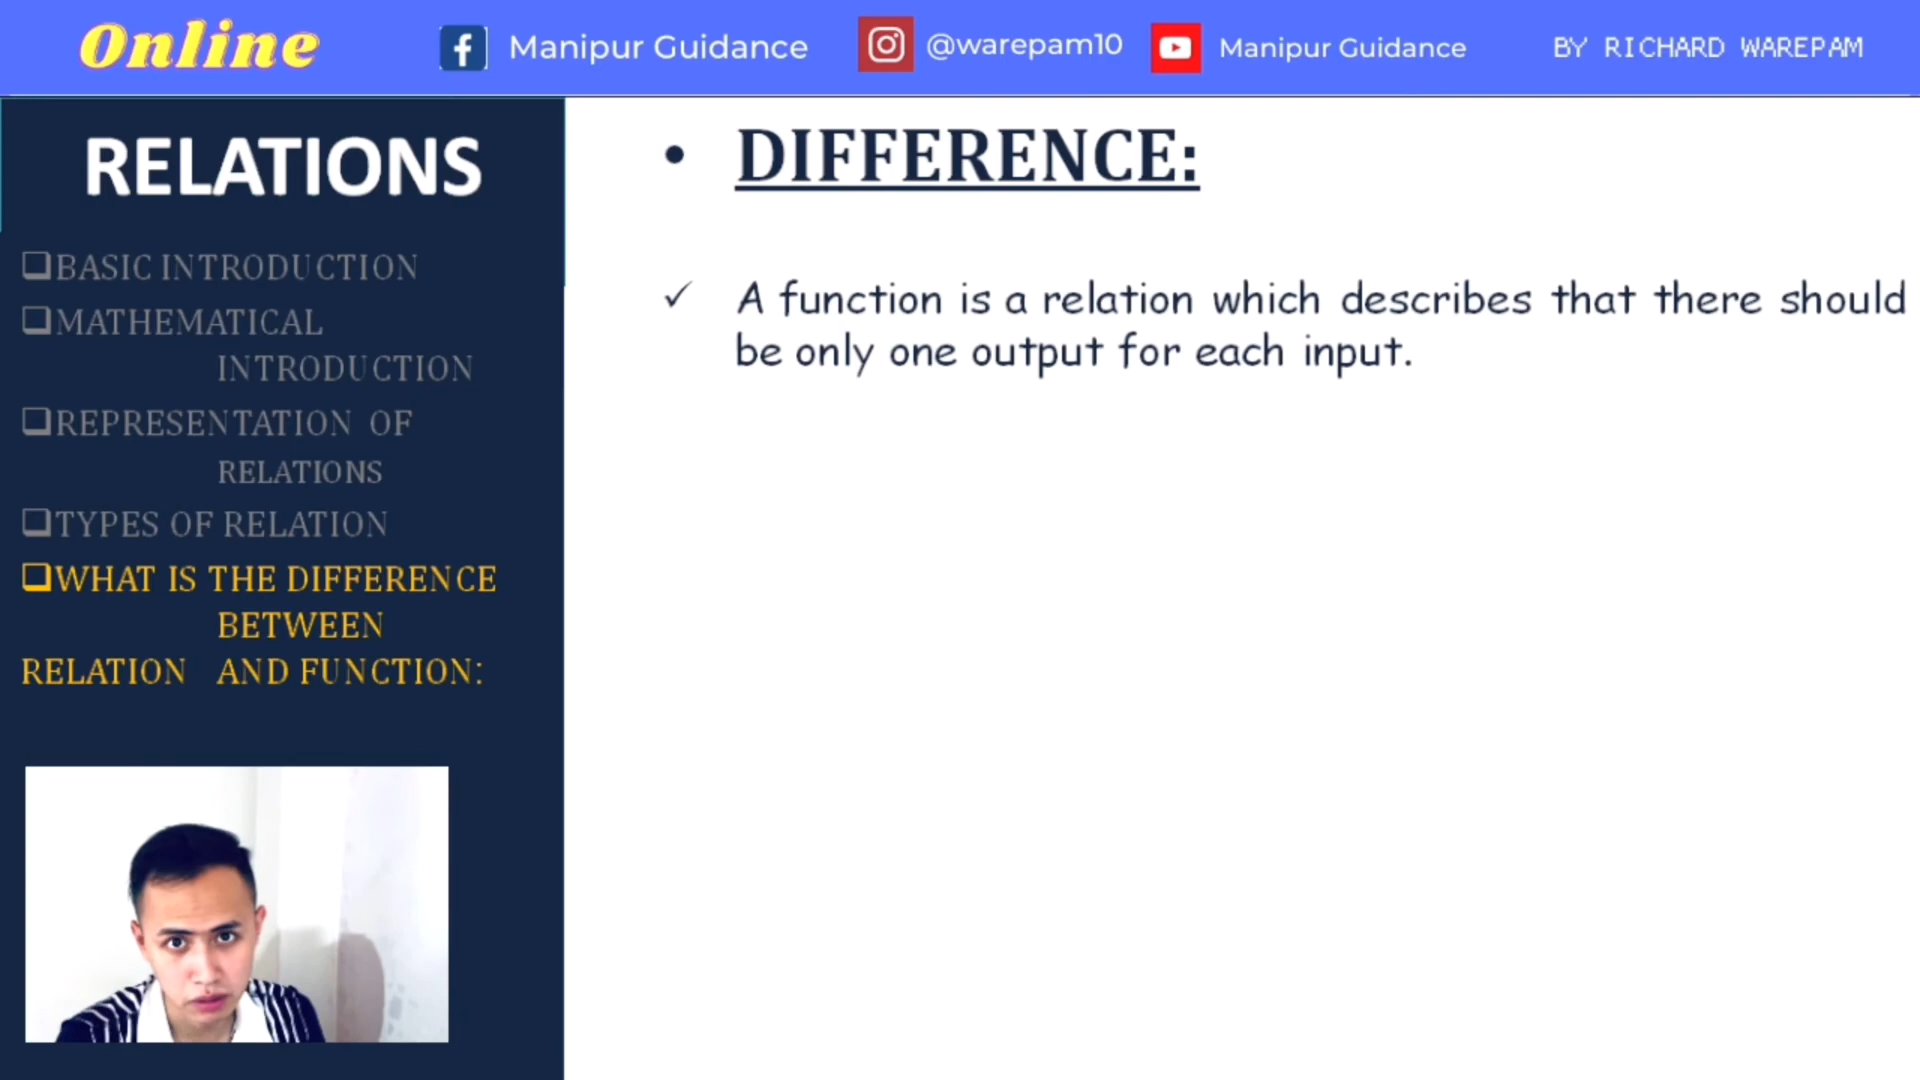 Online
Manipur Guidance
@warepam10
Manipur Guidance
BY RICHARD WAREPAM
RELATIONS
BASIC INTRODUCTION
MATHEMATICAL
INTRODUCTION
REPRESENTATION OF
RELATIONS
TYPES OF RELATION
WHAT IS THE DIFFERENCE
BETWEEN
RELATION AND FUNCTION:
• DIFFERENCE:
✓ A function is a relation which describes that there should
be only one output for each input.